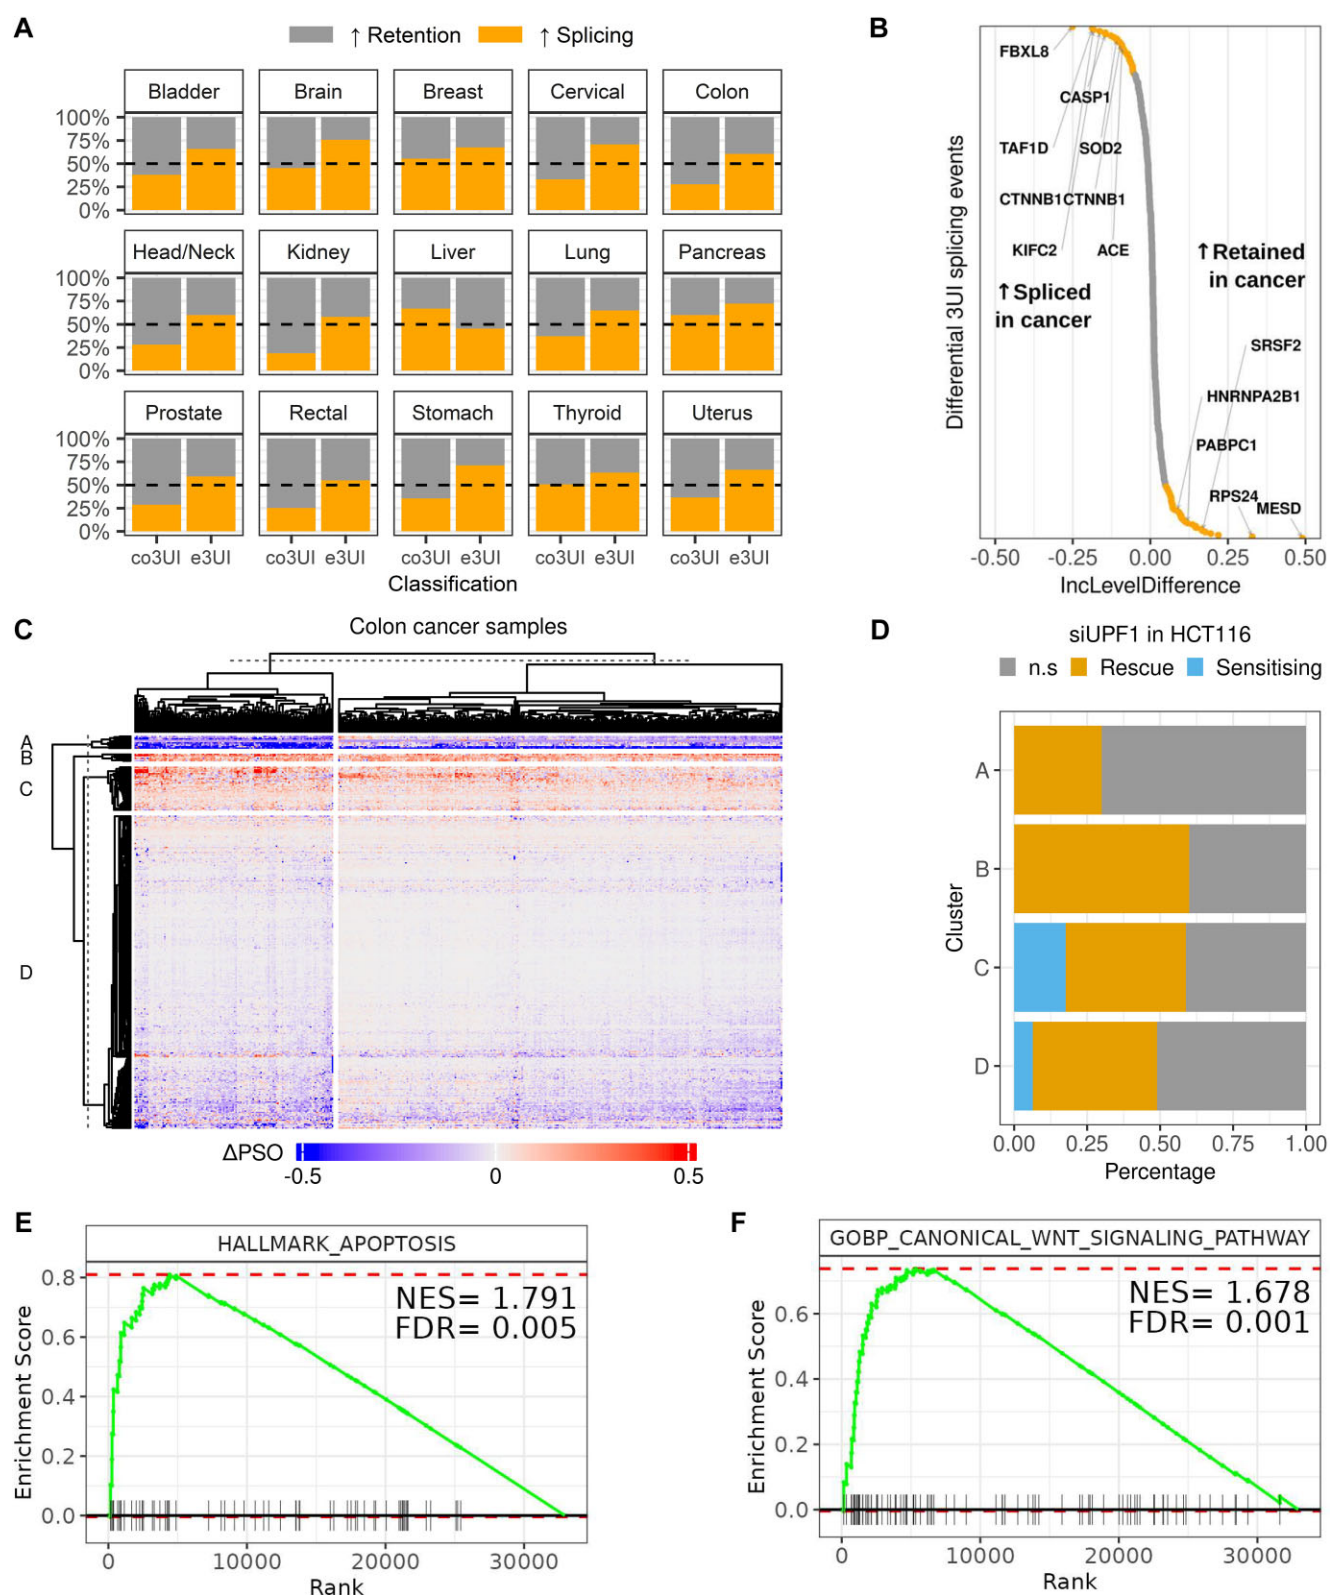 A
↑ Retention ↑ Splicing
Bladder Brain Breast Cervical Colon
100%
75%
50%
25%
0%
Head/Neck Kidney Liver Lung Pancreas
100%
75%
50%
25%
0%
Prostate Rectal Stomach Thyroid Uterus
100%
75%
50%
25%
0%
co3UI e3UI co3UI e3UI co3UI e3UI co3UI e3UI co3UI e3UI
Classification
B
Differential 3UI splicing events
FBXL8
CASP1
TAF1D SOD2
CTNNB1 CTNNB1
KIFC2 ACE
↑Retained
in cancer
↑Spliced
in cancer
SRSF2
HNRNPA2B1
PABPC1
RPS24
MESD
-0.50 -0.25 0.00 0.25 0.50
IncLevelDifference
C
Colon cancer samples
A
B
C
D
ΔPSO
-0.5 0 0.5
D
siUPF1 in HCT116
n.s Rescue Sensitising
Cluster
A
B
C
D
0.00 0.25 0.50 0.75 1.00
Percentage
E
HALLMARK_APOPTOSIS
NES= 1.791
FDR= 0.005
Enrichment Score
0.8
0.6
0.4
0.2
0.0
0 10000 20000 30000
Rank
F
GOBP_CANONICAL_WNT_SIGNALING_PATHWAY
NES= 1.678
FDR= 0.001
Enrichment Score
0.6
0.4
0.2
0.0
0 10000 20000 30000
Rank